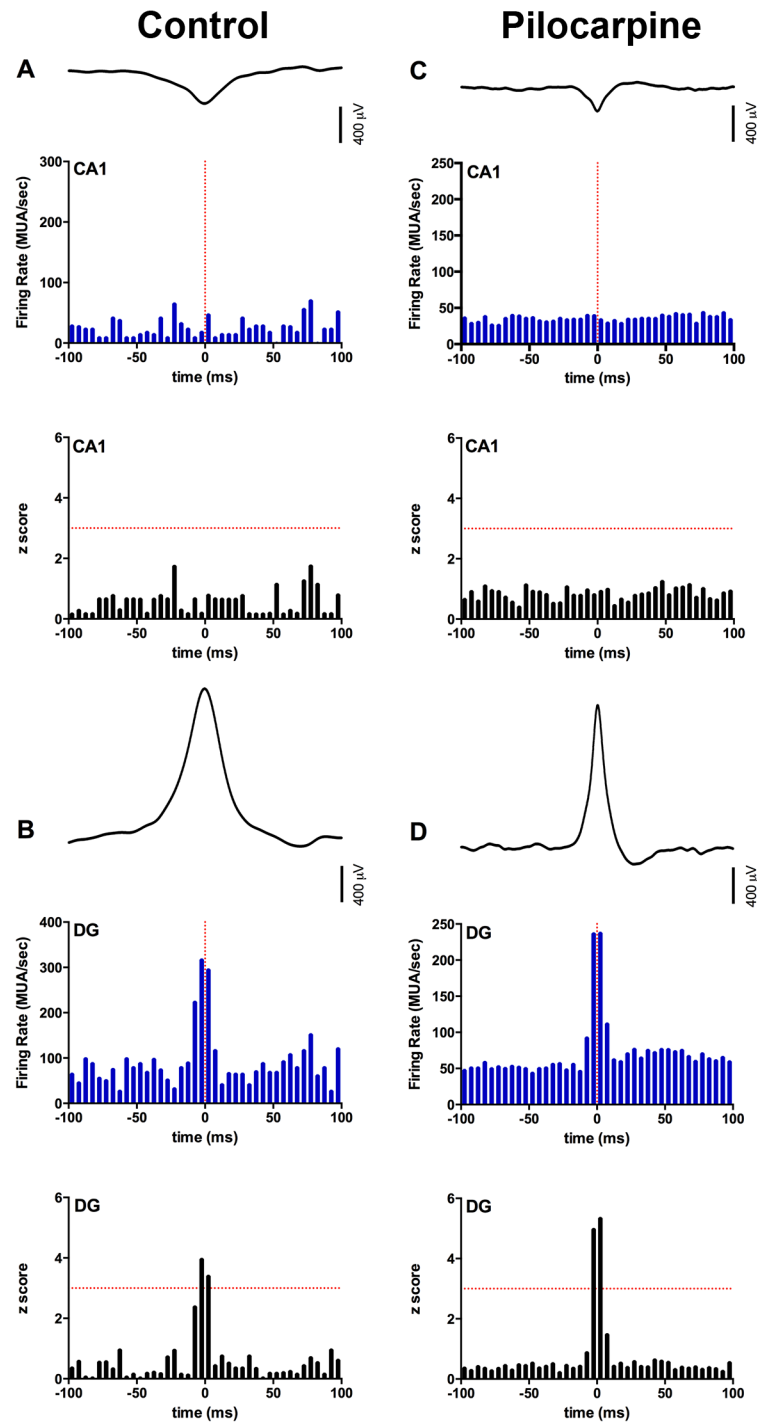 Control
Pilocarpine
A
400 µV
CA1
Firing Rate (MUA/sec)
300
200
100
0
-100 -50 0 50 100
time (ms)
CA1
z score
6
4
2
0
-100 -50 0 50 100
time (ms)
B
400 µV
DG
Firing Rate (MUA/sec)
400
300
200
100
0
-100 -50 0 50 100
time (ms)
DG
z score
6
4
2
0
-100 -50 0 50 100
time (ms)
C
400 µV
CA1
Firing Rate (MUA/sec)
250
200
150
100
50
0
-100 -50 0 50 100
time (ms)
CA1
z score
6
4
2
0
-100 -50 0 50 100
time (ms)
D
400 µV
DG
Firing Rate (MUA/sec)
250
200
150
100
50
0
-100 -50 0 50 100
time (ms)
DG
z score
6
4
2
0
-100 -50 0 50 100
time (ms)